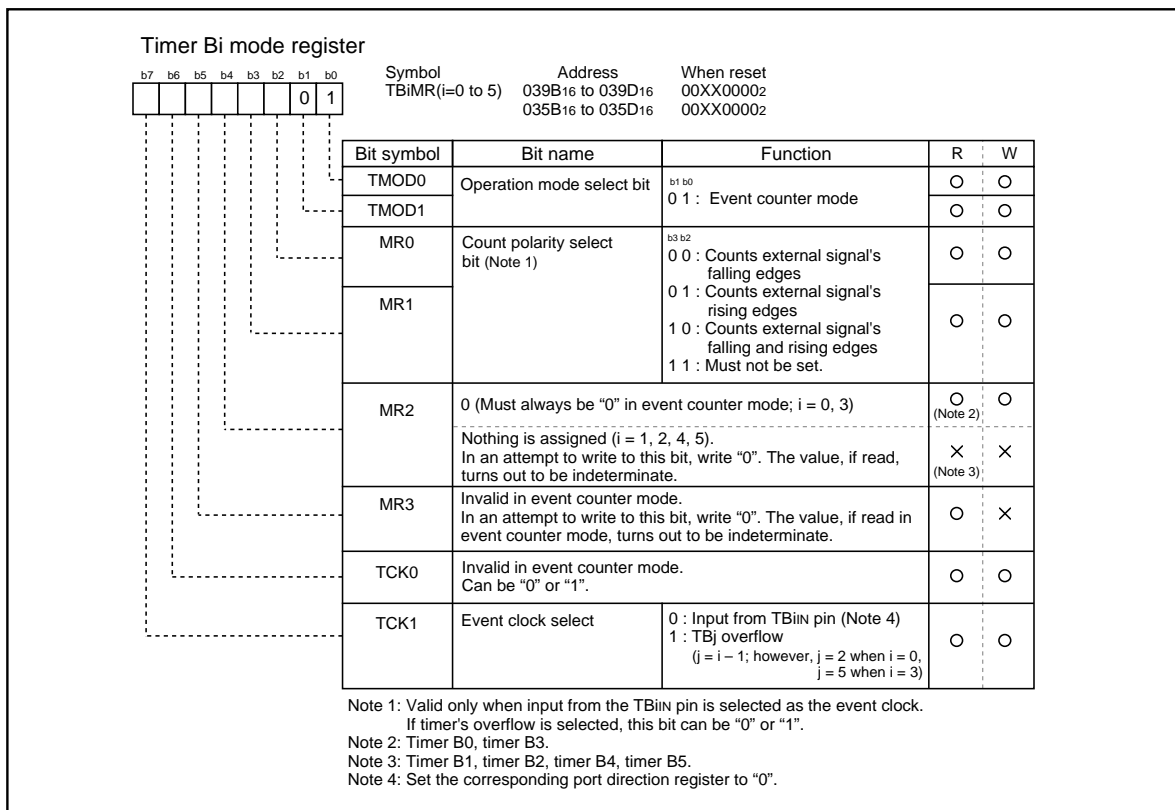 Timer Bi mode register
b7 b6 b5 b4 b3 b2 b1 b0
0 1
Symbol Address When reset
TBiMR(i=0 to 5) 039B16 to 039D16 00XX00002
035B16 to 035D16 00XX00002
Bit symbol Bit name Function R W
TMOD0 Operation mode select bit b1 b0
0 1 : Event counter mode
TMOD1
MR0 Count polarity select
bit (Note 1)
b3 b2
0 0 : Counts external signal's
falling edges
0 1 : Counts external signal's
rising edges
MR1
1 0 : Counts external signal's
falling and rising edges
1 1 : Must not be set.
MR2 0 (Must always be “0” in event counter mode; i = 0, 3)
(Note 2)
Nothing is assigned (i = 1, 2, 4, 5).
In an attempt to write to this bit, write “0”. The value, if read,
turns out to be indeterminate.
(Note 3)
MR3 Invalid in event counter mode.
In an attempt to write to this bit, write “0”. The value, if read in
event counter mode, turns out to be indeterminate.
TCK0 Invalid in event counter mode.
Can be “0” or “1”.
TCK1 Event clock select 0 : Input from TBiIN pin (Note 4)
1 : TBj overflow
(j = i – 1; however, j = 2 when i = 0,
j = 5 when i = 3)
Note 1: Valid only when input from the TBiIN pin is selected as the event clock.
If timer's overflow is selected, this bit can be “0” or “1”.
Note 2: Timer B0, timer B3.
Note 3: Timer B1, timer B2, timer B4, timer B5.
Note 4: Set the corresponding port direction register to “0”.